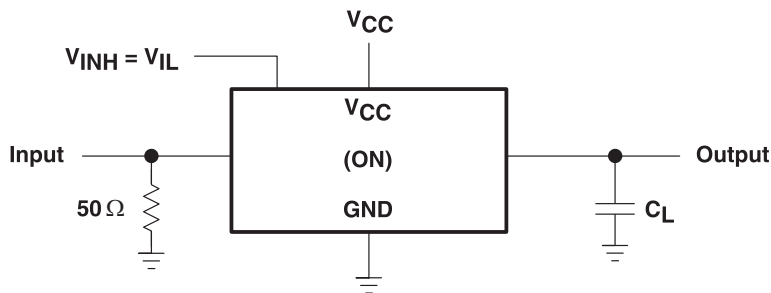 VCC
VINH = VIL
VCC
Input
(ON)
Output
50 Ω
GND
CL